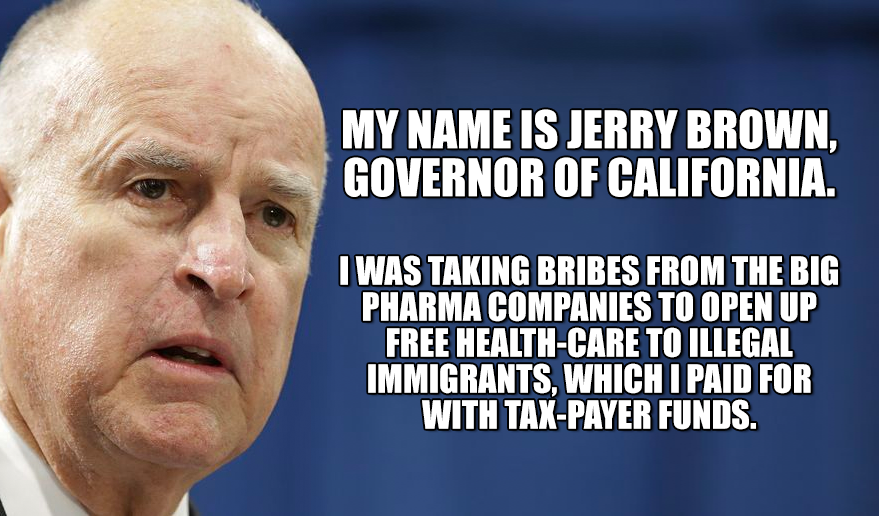 MY NAME IS JERRY BROWN,
GOVERNOR OF CALIFORNIA.
I WAS TAKING BRIBES FROM THE BIG
PHARMA COMPANIES TO OPEN UP
FREE HEALTH-CARE TO ILLEGAL
IMMIGRANTS, WHICH I PAID FOR
WITH TAX-PAYER FUNDS.